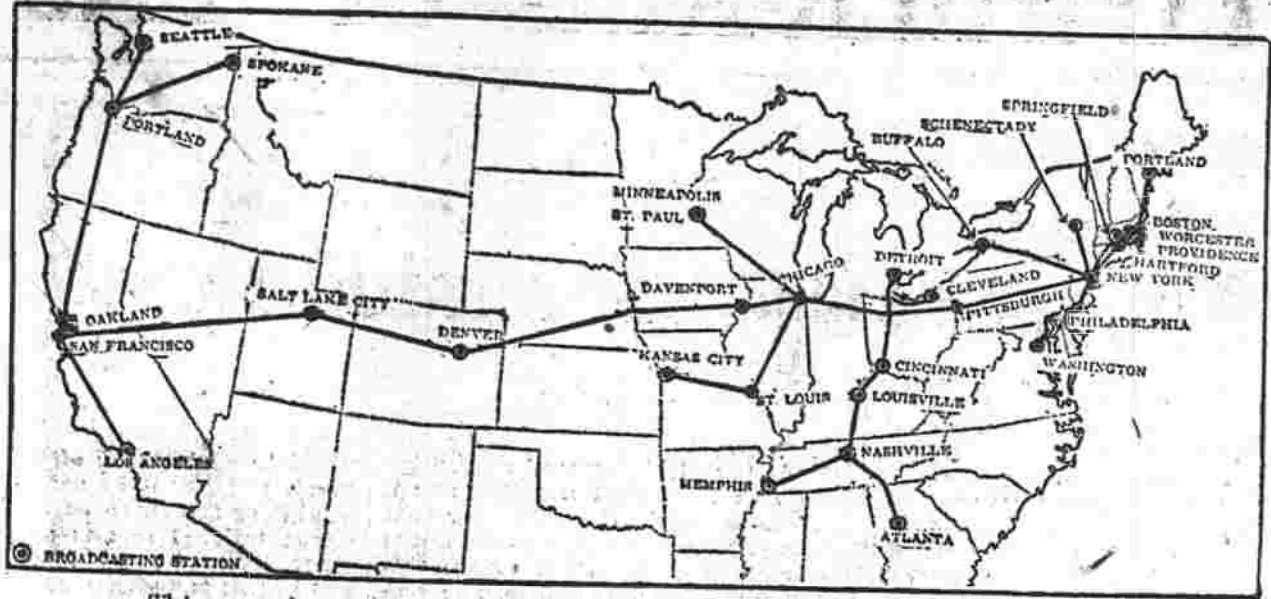 SEATTLE
SPOKANE
PORTLAND
SPRINGFIELD
SCHENECTADY
BUFFALO
PORTLAND
MINNEAPOLIS
ST. PAUL
BOSTON
WORCESTER
PROVIDENCE
HARTFORD
NEW YORK
DETROIT
CHICAGO
CLEVELAND
DAVENPORT
SALT LAKE CITY
OAKLAND
SAN FRANCISCO
DENVER
PITTSBURGH
PHILADELPHIA
WASHINGTON
KANSAS CITY
CINCINNATI
ST. LOUIS
LOUISVILLE
NASHVILLE
LOS ANGELES
MEMPHIS
ATLANTA
BROADCASTING STATION